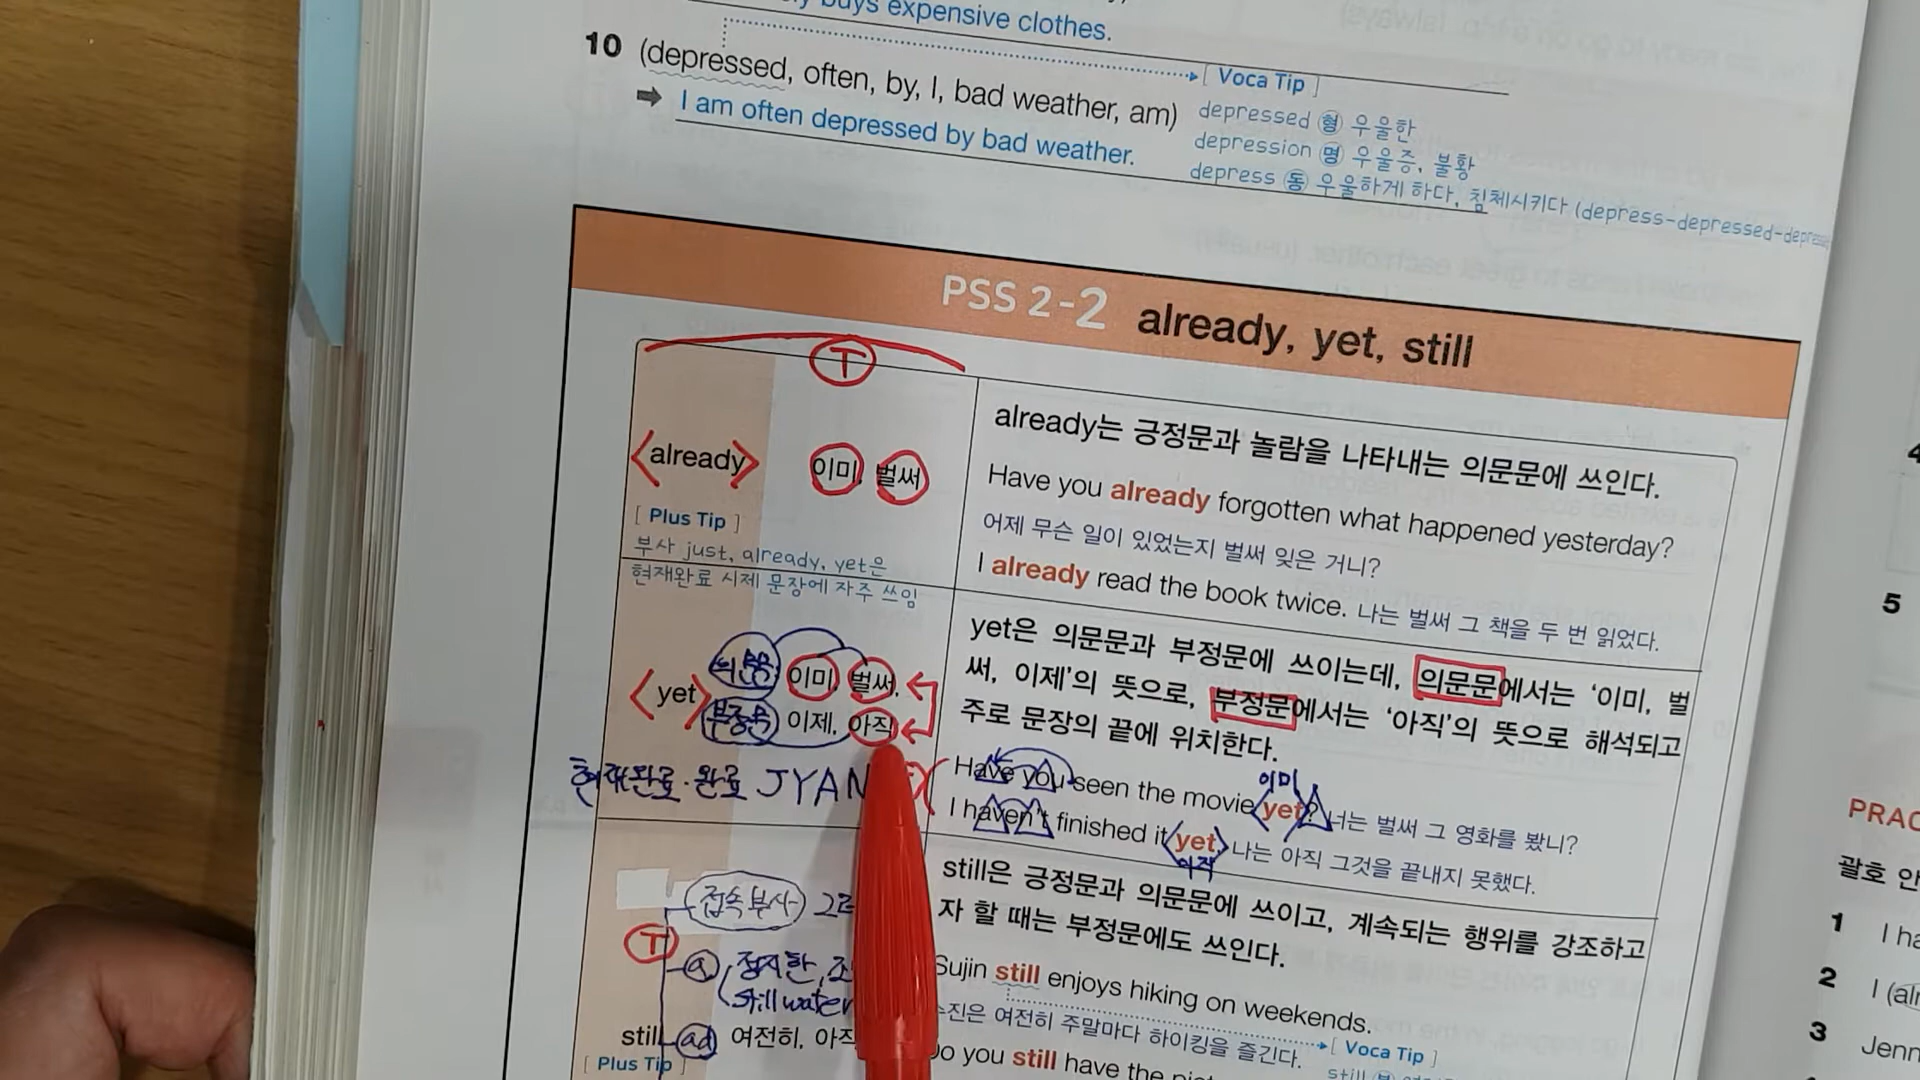 buys expensive clothes.
10 (depressed, often, by, I, bad weather, am)
➡ I am often depressed by bad weather.
[ Voca Tip ]
depressed 형 우울한
depression 명 우울증, 불황
depress 동 우울하게 하다, 침체시키다 (depress-depressed-depressed
PSS 2-2 already, yet, still
T
already 이미, 벌써
[ Plus Tip ]
부사 just, already, yet은
현재완료 시제 문장에 자주 쓰임
already는 긍정문과 놀람을 나타내는 의문문에 쓰인다.
Have you already forgotten what happened yesterday?
어제 무슨 일이 있었는지 벌써 잊은 거니?
I already read the book twice. 나는 벌써 그 책을 두 번 읽었다.
의문문 이미, 벌써,
yet
부정문 이제, 아직
현재완료·완료 JYAN
yet은 의문문과 부정문에 쓰이는데, 의문문에서는 ‘이미, 벌
써, 이제’의 뜻으로, 부정문에서는 ‘아직’의 뜻으로 해석되고
주로 문장의 끝에 위치한다.
이미
Have you seen the movie yet? 너는 벌써 그 영화를 봤니?
I haven't finished it yet. 나는 아직 그것을 끝내지 못했다.
아직
접속부사
T
a 정지한,
still water
still ad 여전히, 아직
[ Plus Tip ]
still은 긍정문과 의문문에 쓰이고, 계속되는 행위를 강조하고
자 할 때는 부정문에도 쓰인다.
Sujin still enjoys hiking on weekends.
수진은 여전히 주말마다 하이킹을 즐긴다.
[ Voca Tip ]
still
Do you still have the
4
5
PRAC
괄호 안
1 I ha
2 I (alr
3 Jenn